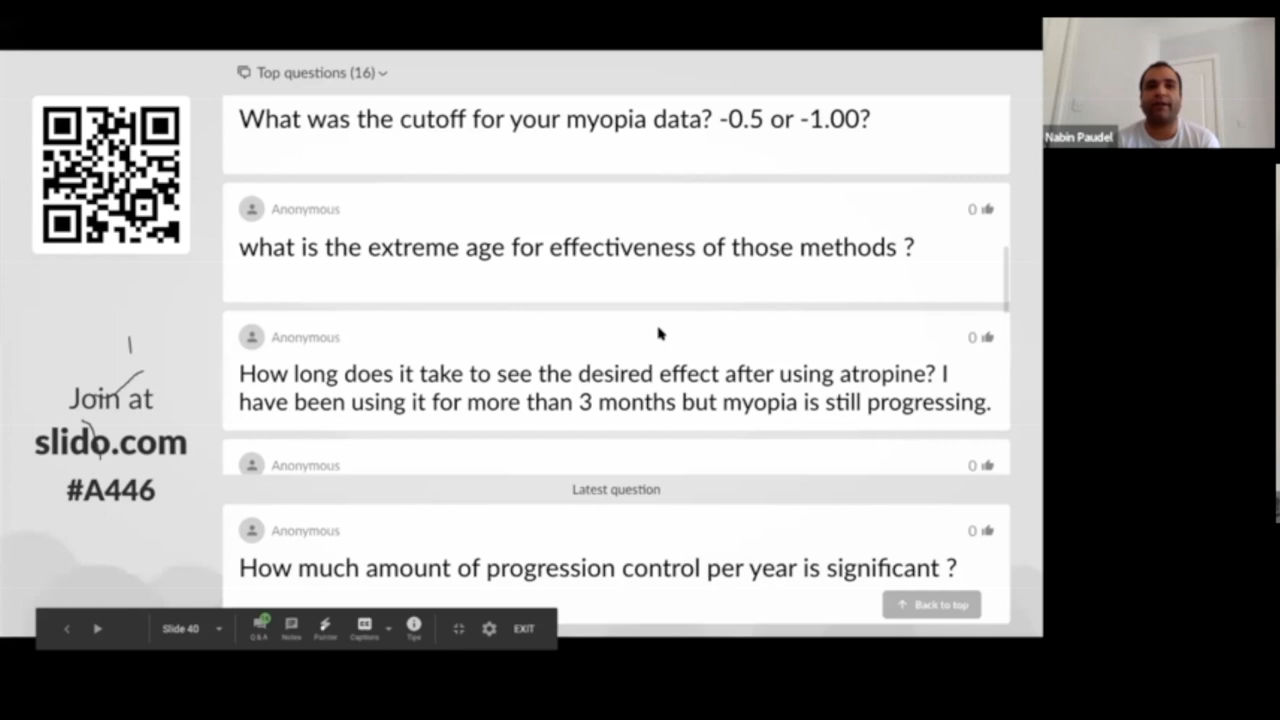 Top questions (16)
What was the cutoff for your myopia data? -0.5 or -1.00?
Anonymous
0
what is the extreme age for effectiveness of those methods ?
Anonymous
0
How long does it take to see the desired effect after using atropine? I
have been using it for more than 3 months but myopia is still progressing.
Anonymous
0
Latest question
Anonymous
0
How much amount of progression control per year is significant ?
Back to top
Join at
slido.com
#A446
Slide 40
Q&A
Notes
Pointer
Captions
Tips
EXIT
Nabin Paudel